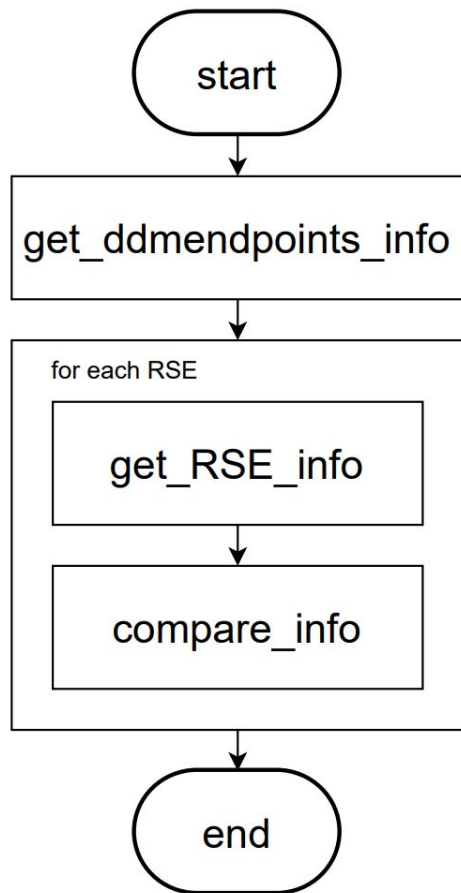 start
get_ddmendpoints_info
for each RSE
get_RSE_info
compare_info
end